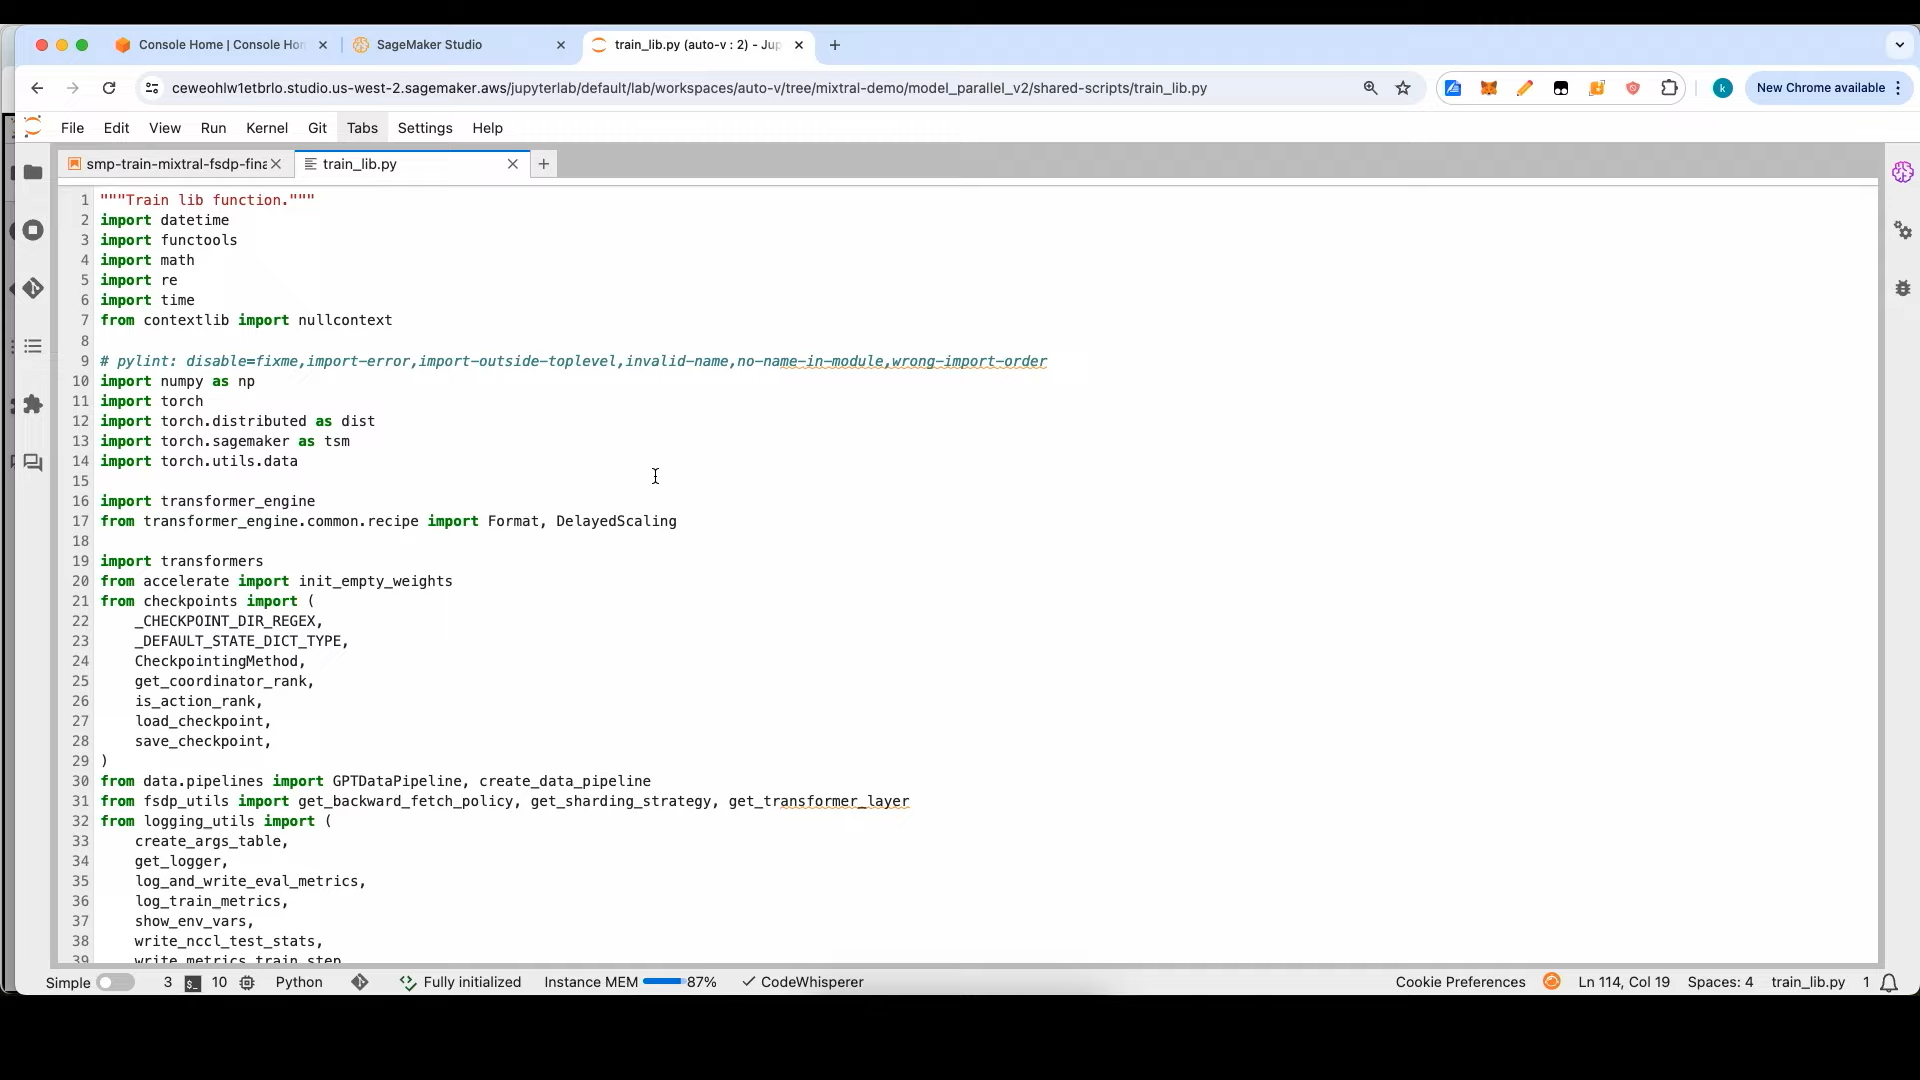 Console Home | Console Hor
SageMaker Studio
train_lib.py (auto-v : 2) - Jup
ceweohlw1etbrlo.studio.us-west-2.sagemaker.aws/jupyterlab/default/lab/workspaces/auto-v/tree/mixtral-demo/model_parallel_v2/shared-scripts/train_lib.py
k
New Chrome available
File Edit View Run Kernel Git Tabs Settings Help
smp-train-mixtral-fsdp-fina
train_lib.py
1 """Train lib function."""
2 import datetime
3 import functools
4 import math
5 import re
6 import time
7 from contextlib import nullcontext
8
9 # pylint: disable=fixme,import-error,import-outside-toplevel,invalid-name,no-name-in-module,wrong-import-order
10 import numpy as np
11 import torch
12 import torch.distributed as dist
13 import torch.sagemaker as tsm
14 import torch.utils.data
15
16 import transformer_engine
17 from transformer_engine.common.recipe import Format, DelayedScaling
18
19 import transformers
20 from accelerate import init_empty_weights
21 from checkpoints import (
22     _CHECKPOINT_DIR_REGEX,
23     _DEFAULT_STATE_DICT_TYPE,
24     CheckpointingMethod,
25     get_coordinator_rank,
26     is_action_rank,
27     load_checkpoint,
28     save_checkpoint,
29 )
30 from data.pipelines import GPTDataPipeline, create_data_pipeline
31 from fsdp_utils import get_backward_fetch_policy, get_sharding_strategy, get_transformer_layer
32 from logging_utils import (
33     create_args_table,
34     get_logger,
35     log_and_write_eval_metrics,
36     log_train_metrics,
37     show_env_vars,
38     write_nccl_test_stats,
39     write_metrics_train_step
Simple 3 10 Python Fully initialized Instance MEM 87% CodeWhisperer Cookie Preferences Ln 114, Col 19 Spaces: 4 train_lib.py 1